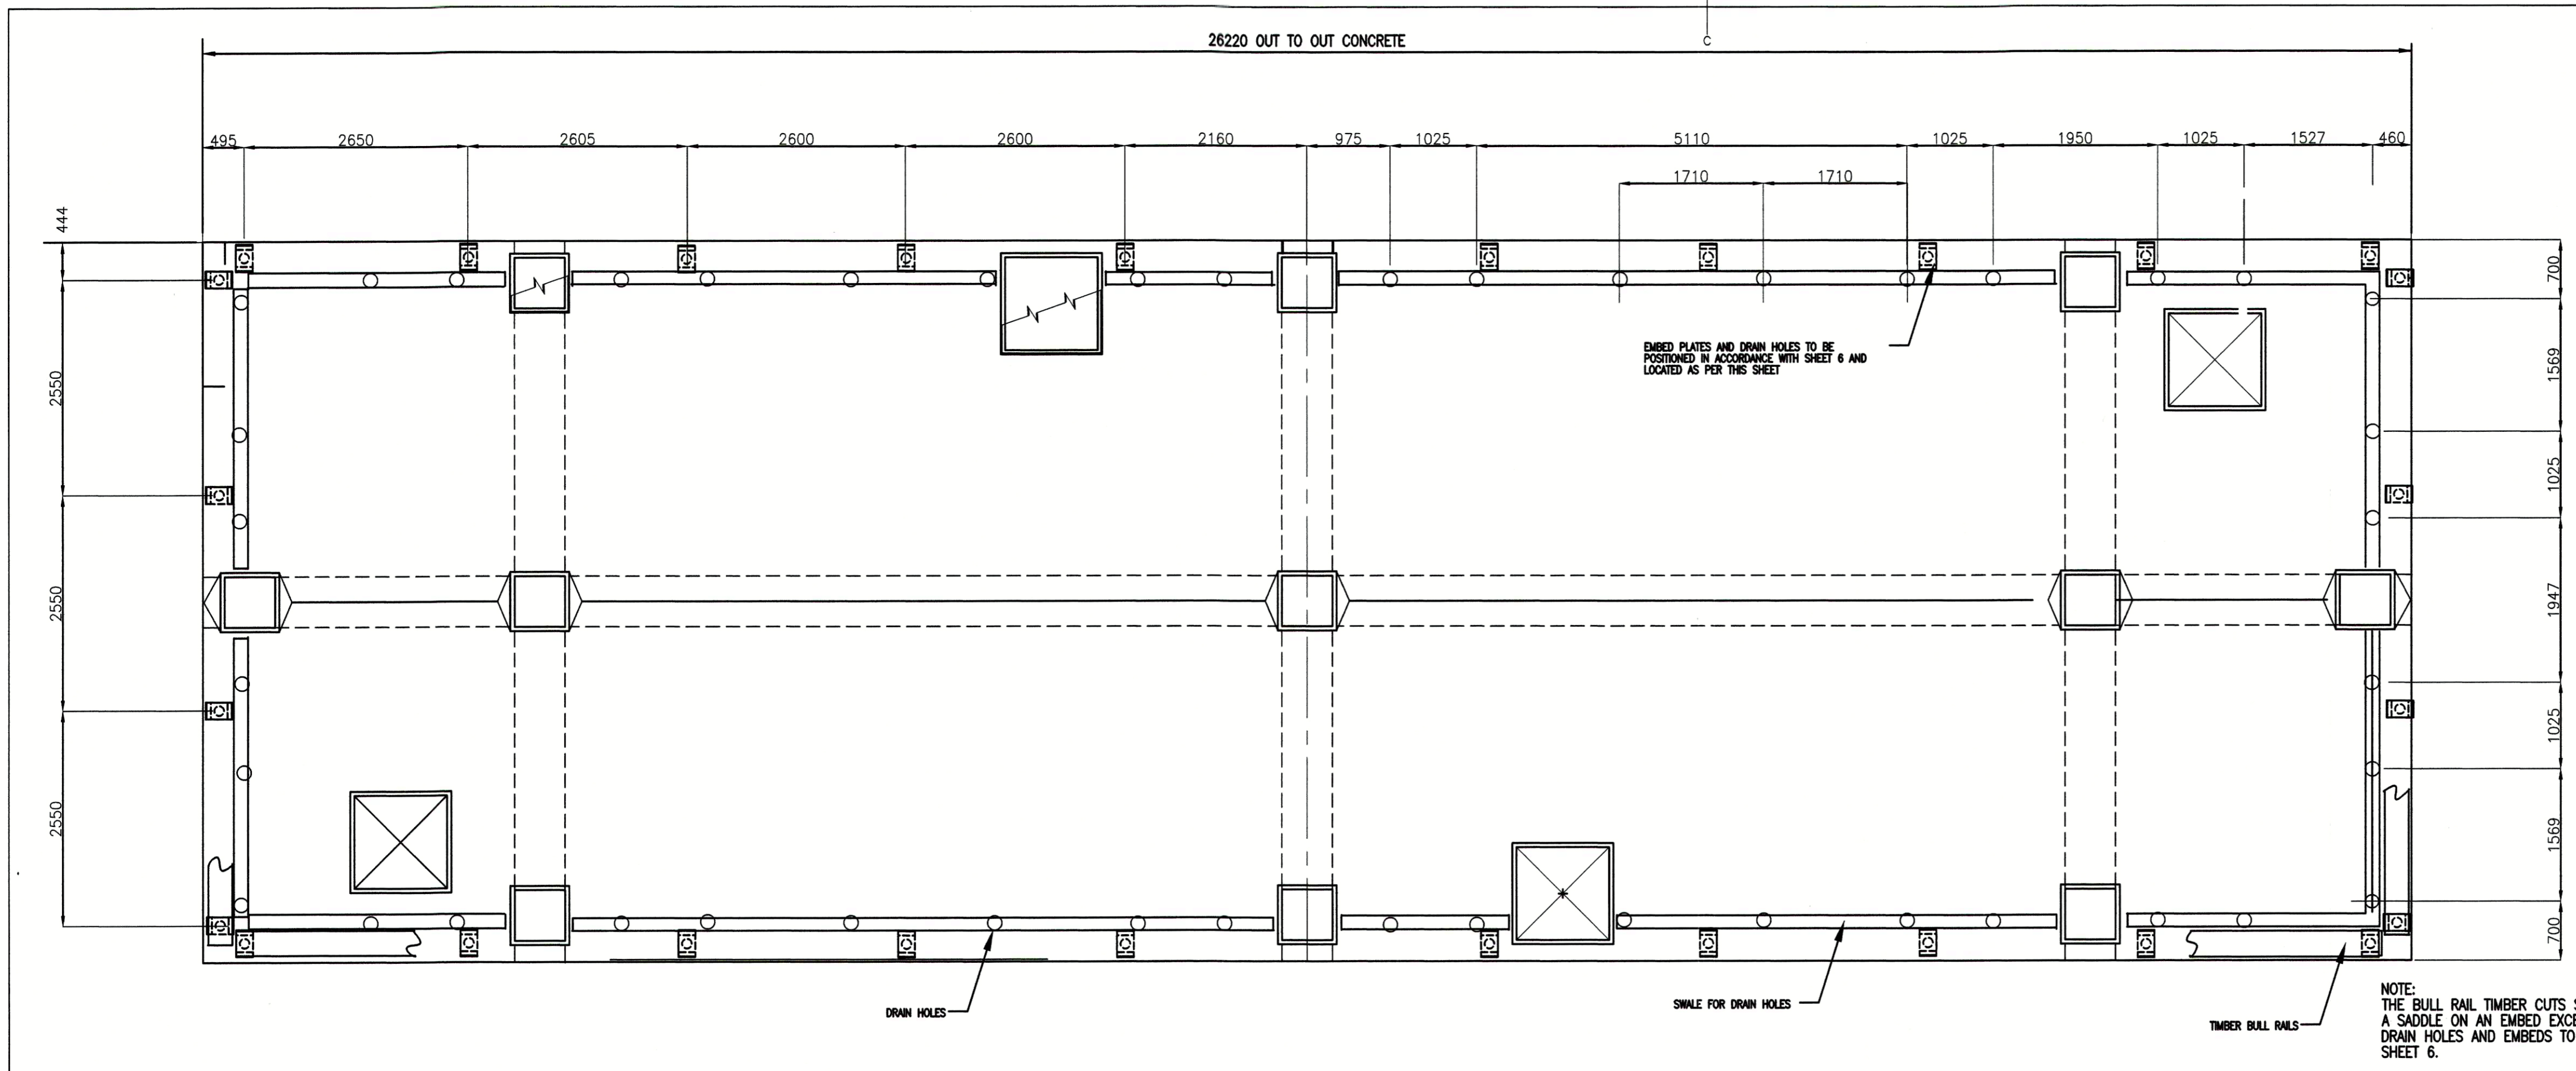 26220 OUT TO OUT CONCRETE
C
495 2650 2605 2600 2600 2160 975 1025 5110 1025 1950 1025 1527 460
1710 1710
444
2550
2550
2550
700
1569
1025
1947
1025
1569
700
EMBED PLATES AND DRAIN HOLES TO BE
POSITIONED IN ACCORDANCE WITH SHEET 6 AND
LOCATED AS PER THIS SHEET
DRAIN HOLES
SWALE FOR DRAIN HOLES
TIMBER BULL RAILS
NOTE:
THE BULL RAIL TIMBER CUTS
A SADDLE ON AN EMBED
DRAIN HOLES AND EMBEDS TO
SHEET 6.